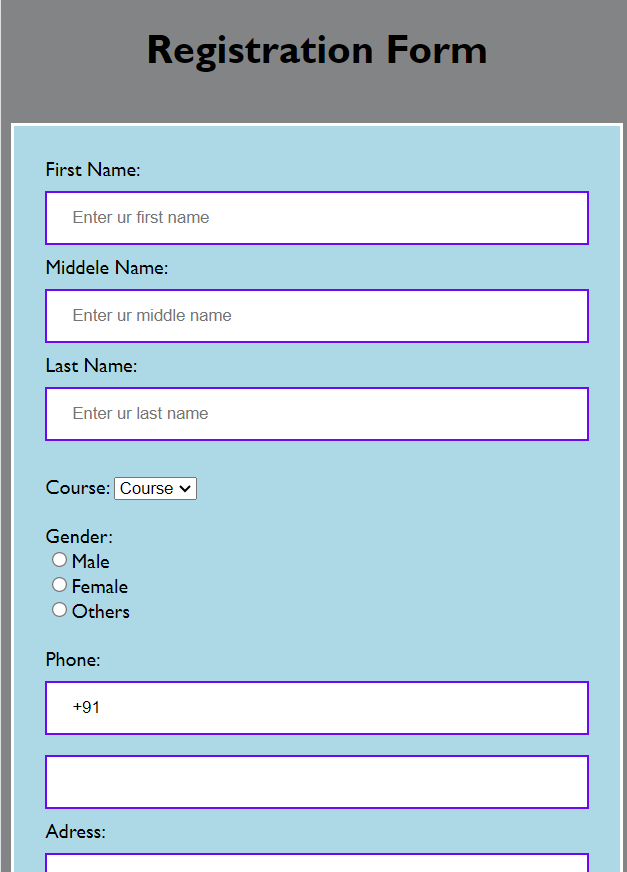 Registration Form
First Name:
Enter ur first name
Middele Name:
Enter ur middle name
Last Name:
Enter ur last name
Course: Course
Gender:
Male
Female
Others
Phone:
+91
Adress: